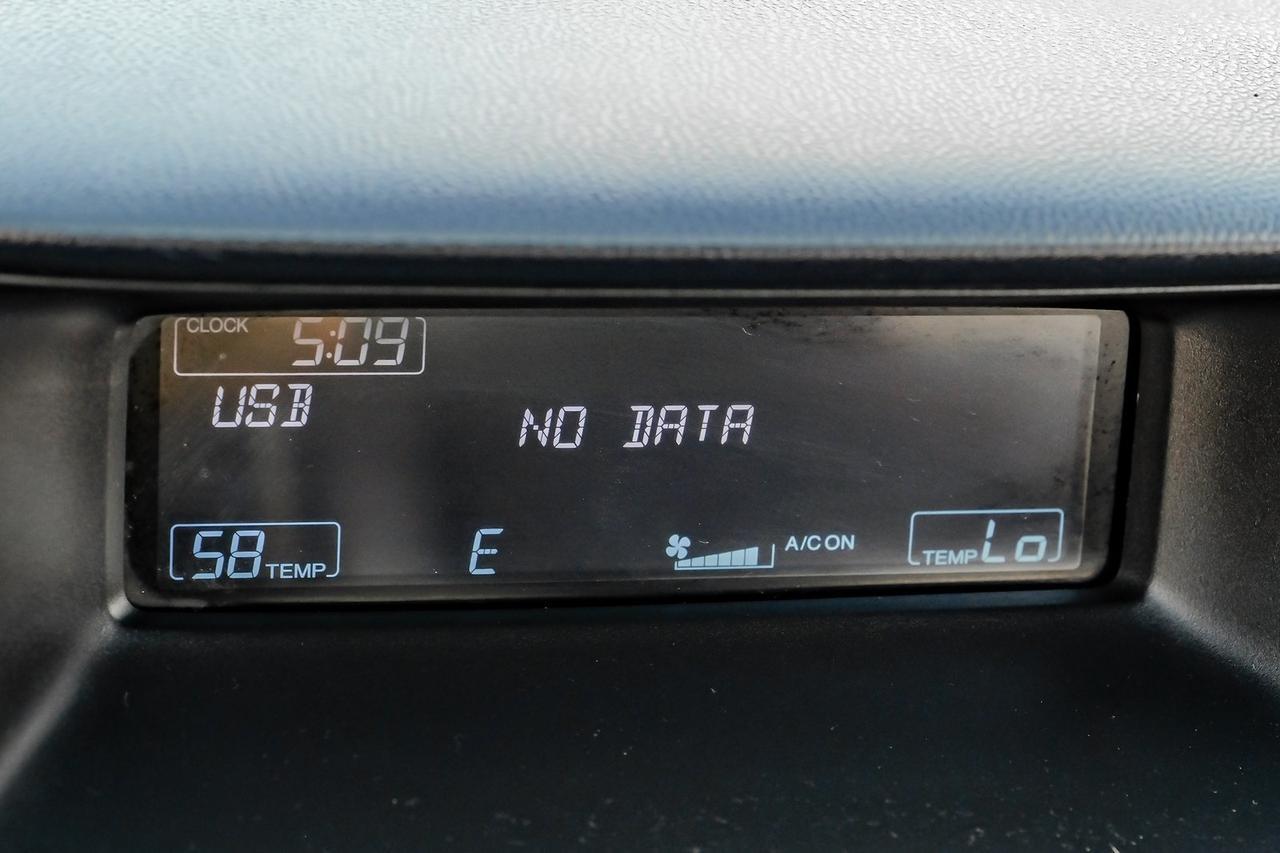 CLOCK 5:09
USB
NO DATA
58 TEMP E A/C ON TEMP Lo